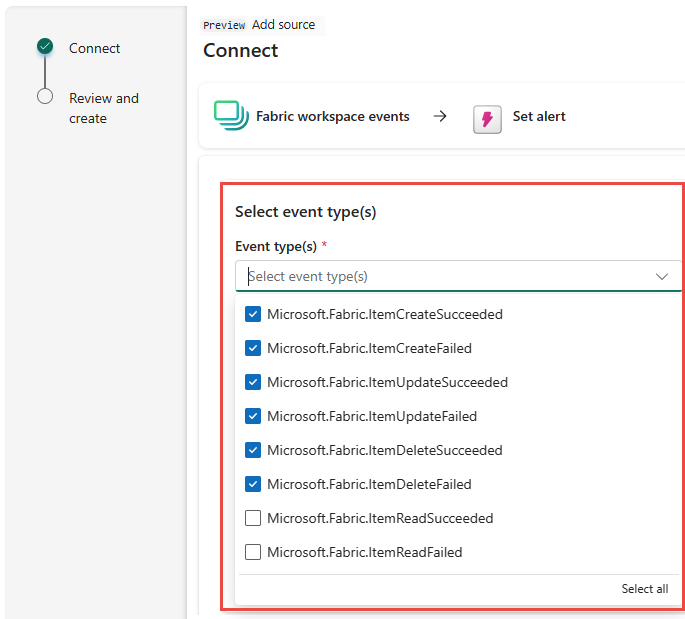 Connect
Review and
create
Preview Add source
Connect
Fabric workspace events
Set alert
Select event type(s)
Event type(s) *
Select event type(s)
Microsoft.Fabric.ItemCreateSucceeded
Microsoft.Fabric.ItemCreateFailed
Microsoft.Fabric.ItemUpdateSucceeded
Microsoft.Fabric.ItemUpdateFailed
Microsoft.Fabric.ItemDeleteSucceeded
Microsoft.Fabric.ItemDeleteFailed
Microsoft.Fabric.ItemReadSucceeded
Microsoft.Fabric.ItemReadFailed
Select all